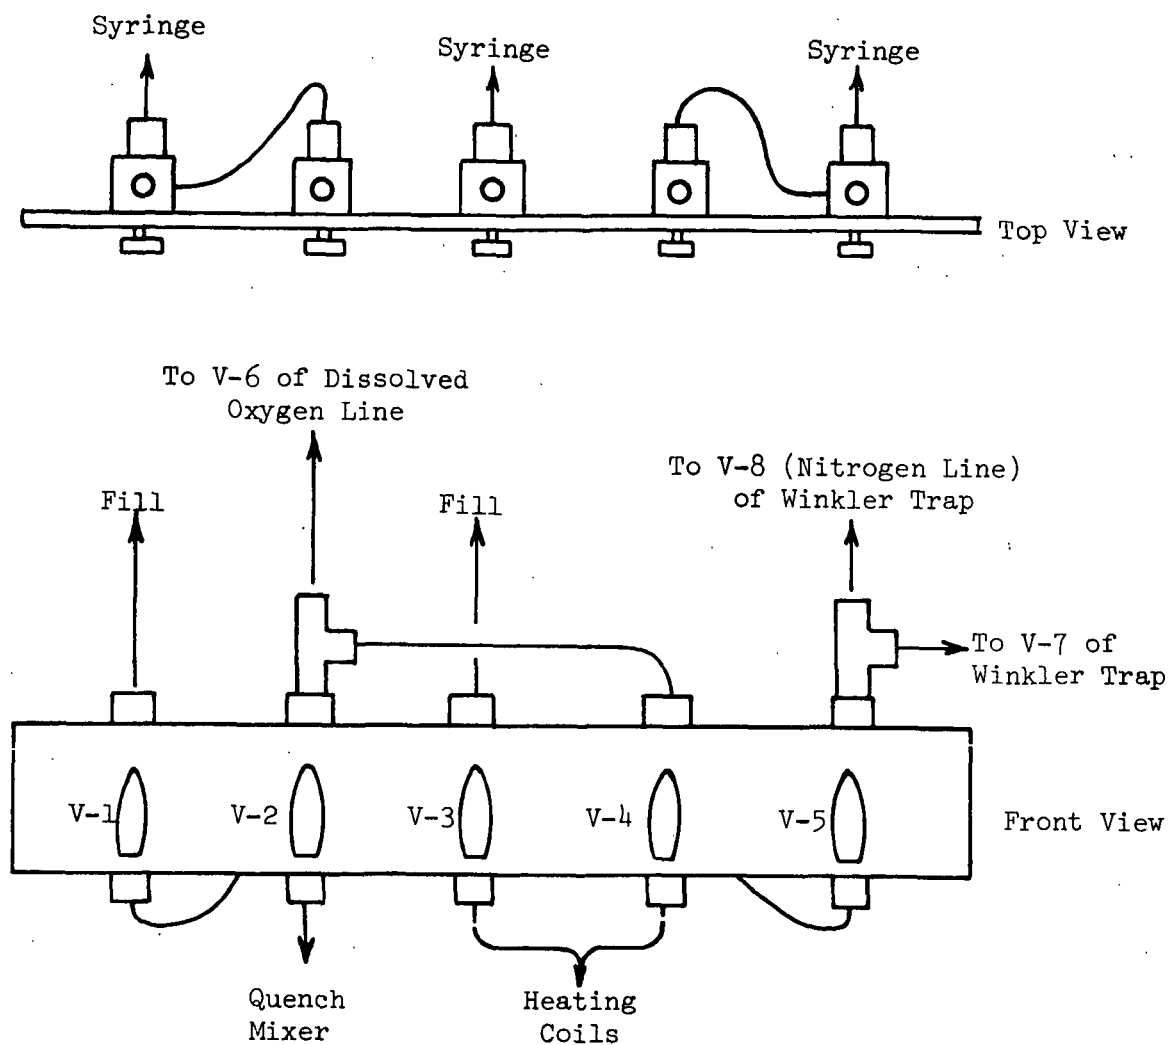 Syringe
Syringe
Syringe
Top View
To V-6 of Dissolved
Oxygen Line
To V-8 (Nitrogen Line)
of Winkler Trap
Fill
Fill
To V-7 of
Winkler Trap
V-1
V-2
V-3
V-4
V-5
Front View
Quench
Mixer
Heating
Coils